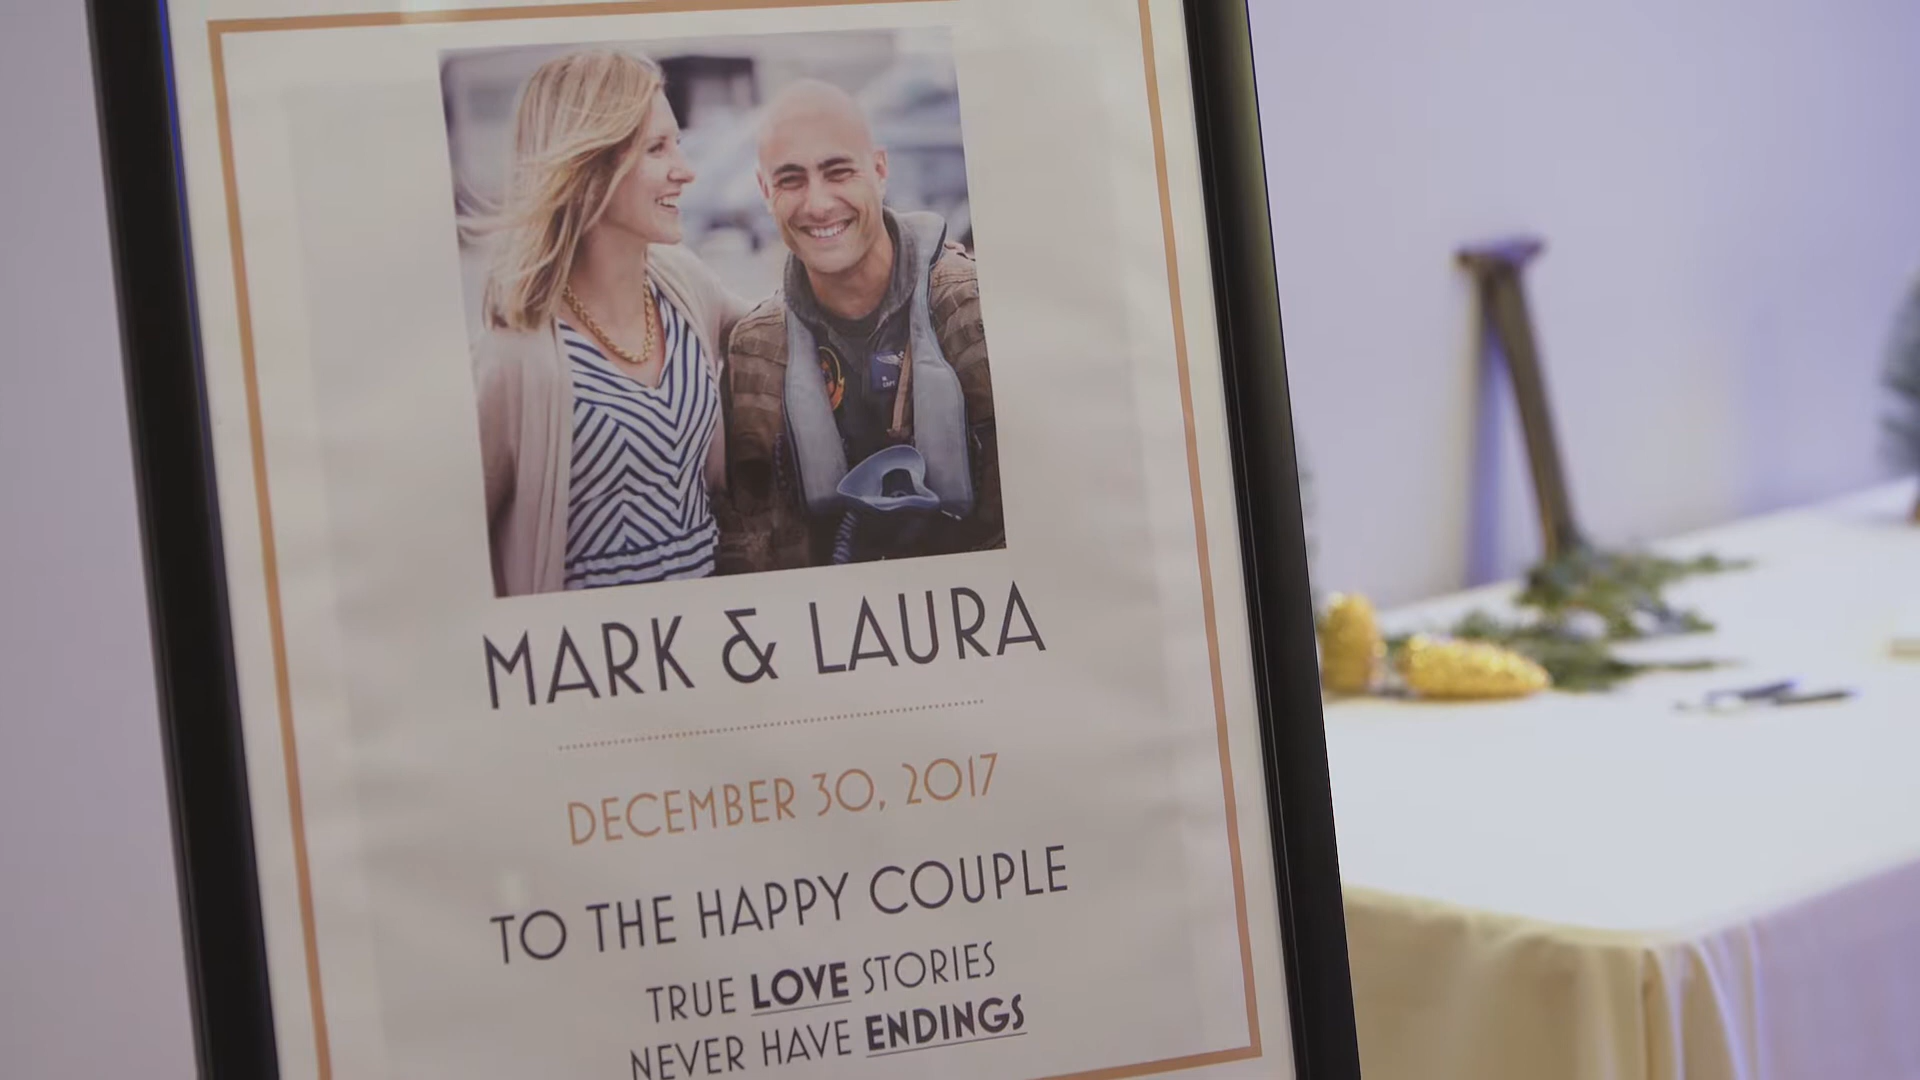 MARK & LAURA
DECEMBER 30, 2017
TO THE HAPPY COUPLE
TRUE LOVE STORIES
NEVER HAVE ENDINGS